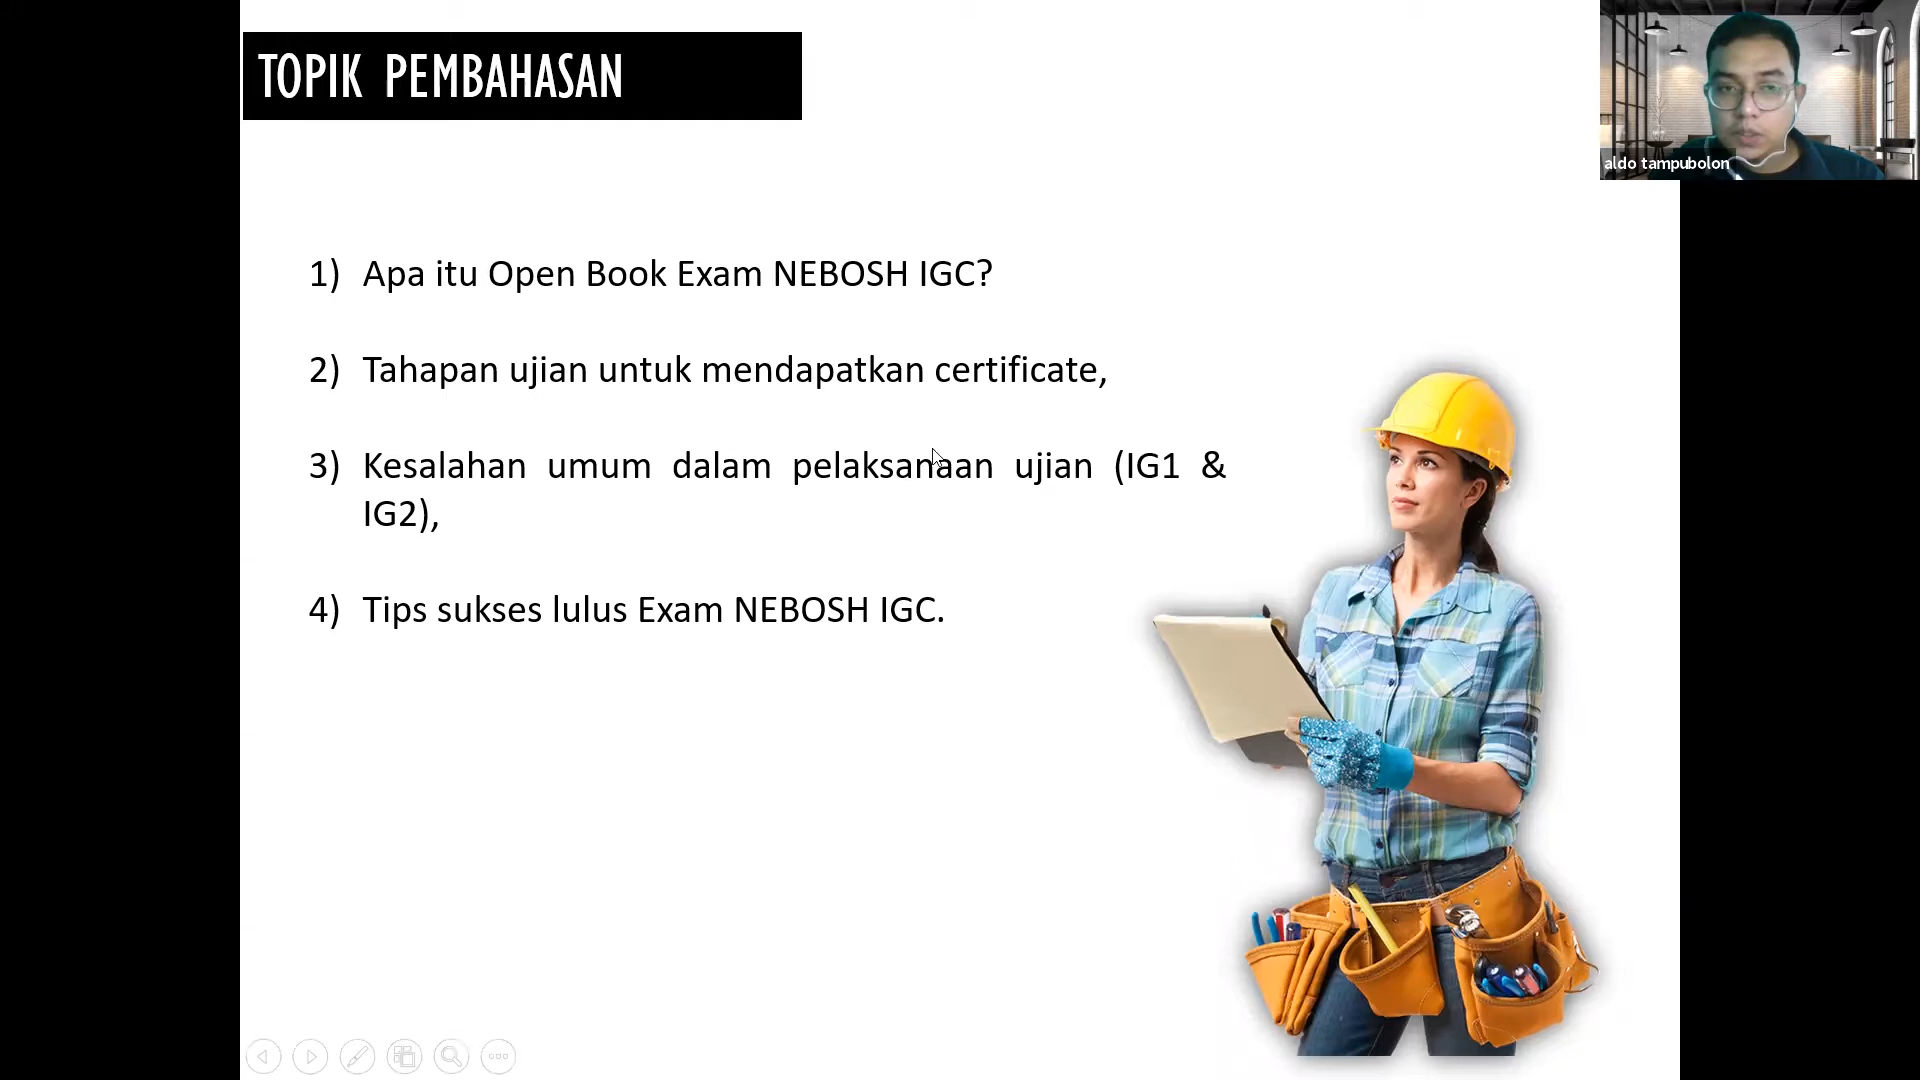 TOPIK PEMBAHASAN
aldo tampubolon
1) Apa itu Open Book Exam NEBOSH IGC?
2) Tahapan ujian untuk mendapatkan certificate,
3) Kesalahan umum dalam pelaksanaan ujian (IG1 &
IG2),
4) Tips sukses lulus Exam NEBOSH IGC.